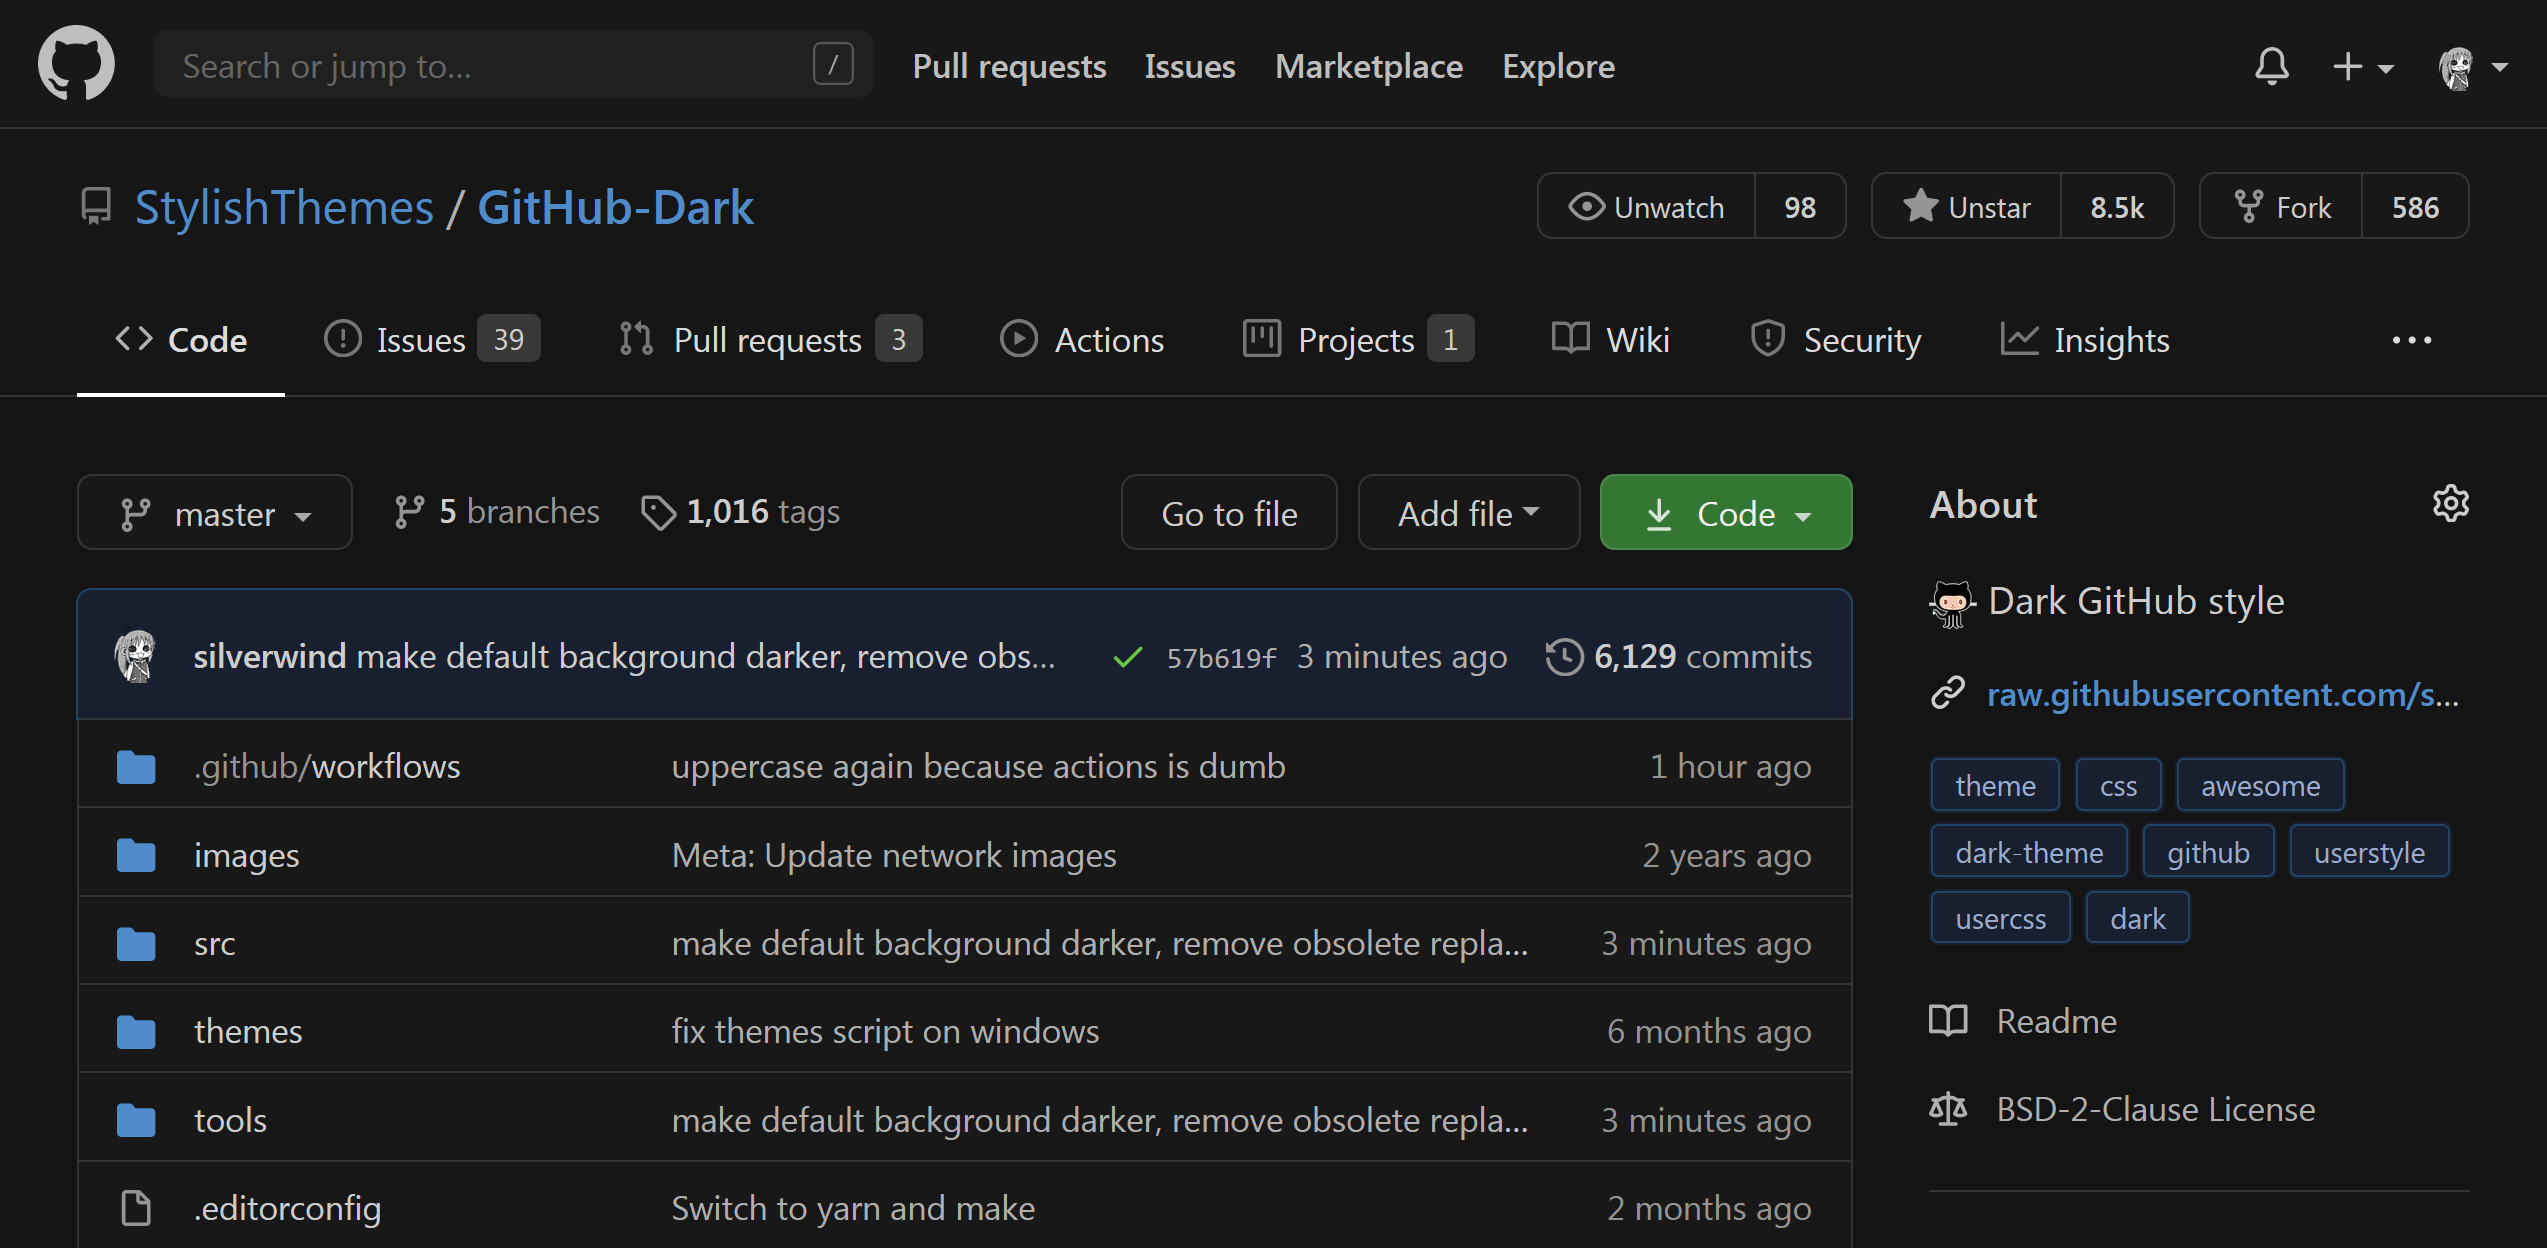 Search or jump to... / Pull requests Issues Marketplace Explore
StylishThemes / GitHub-Dark Unwatch 98 Unstar 8.5k Fork 586
Code Issues 39 Pull requests 3 Actions Projects 1 Wiki Security Insights ...
master 5 branches 1,016 tags Go to file Add file Code
silverwind make default background darker, remove obs... 57b619f 3 minutes ago 6,129 commits
.github/workflows uppercase again because actions is dumb 1 hour ago
images Meta: Update network images 2 years ago
src make default background darker, remove obsolete repla... 3 minutes ago
themes fix themes script on windows 6 months ago
tools make default background darker, remove obsolete repla... 3 minutes ago
.editorconfig Switch to yarn and make 2 months ago
About
Dark GitHub style
raw.githubusercontent.com/s...
theme css awesome
dark-theme github userstyle
usercss dark
Readme
BSD-2-Clause License